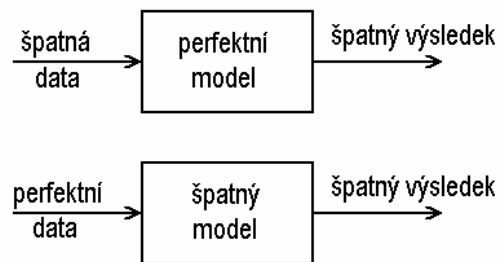 špatná
data
perfektní
model
špatný výsledek
perfektní
data
špatný
model
špatný výsledek